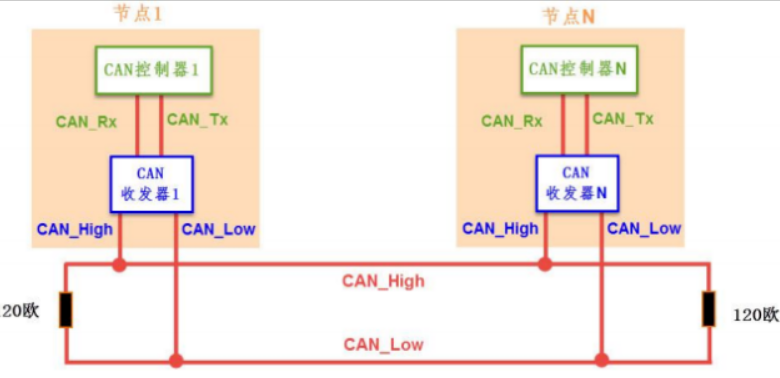 节点1
节点N
CAN控制器1
CAN控制器N
CAN_Rx
CAN_Tx
CAN_Rx
CAN_Tx
CAN
收发器1
CAN
收发器N
CAN_High
CAN_Low
CAN_High
CAN_Low
CAN_High
20欧
120欧
CAN_Low